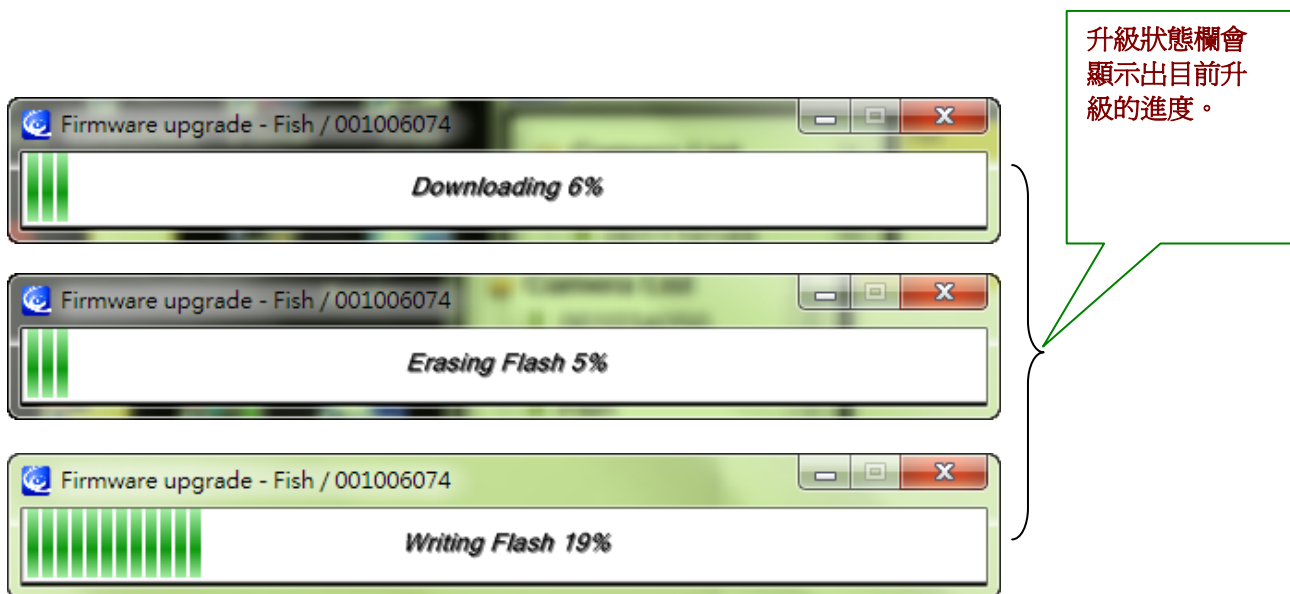 升級狀態欄會
顯示出目前升
級的進度。
Firmware upgrade - Fish / 001006074
Downloading 6%
Firmware upgrade - Fish / 001006074
Erasing Flash 5%
Firmware upgrade - Fish / 001006074
Writing Flash 19%